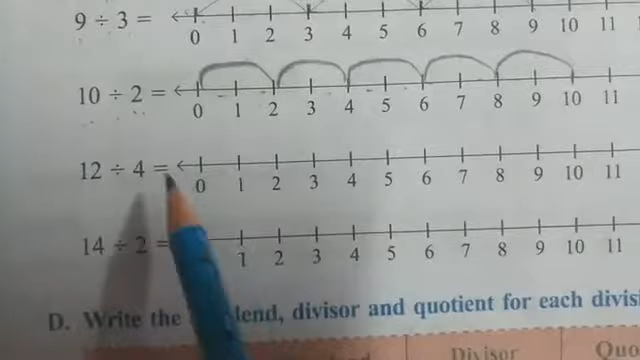 9 ÷ 3 =
0 1 2 3 4 5 6 7 8 9 10 11
10 ÷ 2 =
0 1 2 3 4 5 6 7 8 9 10 11
12 ÷ 4 =
0 1 2 3 4 5 6 7 8 9 10 11
14 ÷ 2 =
1 2 3 4 5 6 7 8 9 10 11
D. Write the divisor and quotient for each
Divisor